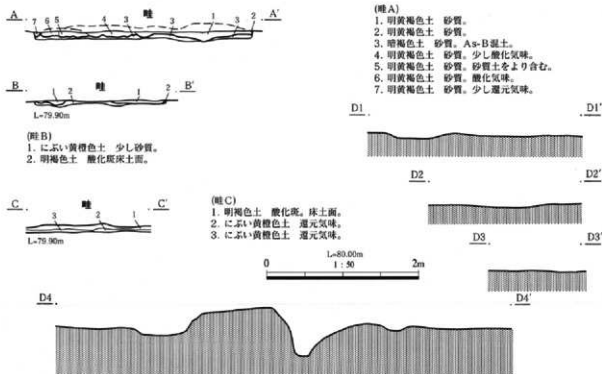 A 畦 A′
7 6 5 4 3 3 1 3 2
B 畦 B′
1 2 1 2
L=79.90m
(畦B)
1. にぶい黄橙色土 少し砂質。
2. 明褐色土 酸化斑床土面。
C 畦 C′
3 2 1
L=79.90m
(畦A)
1. 明黄褐色土 砂質。
2. 明黄褐色土 砂質。
3. 暗褐色土 砂質。As-B混土。
4. 明黄褐色土 砂質。少し酸化気味。
5. 明黄褐色土 砂質。砂質土をより含む。
6. 明黄褐色土 砂質。酸化気味。
7. 明黄褐色土 砂質。少し還元気味。
(畦C)
1. 明褐色土 酸化斑。床土面。
2. にぶい黄橙色土 還元気味。
3. にぶい黄橙色土 還元気味。
D1 D1′
D2 D2′
D3 D3′
L=80.00m
0 1:50 2m
D4 D4′